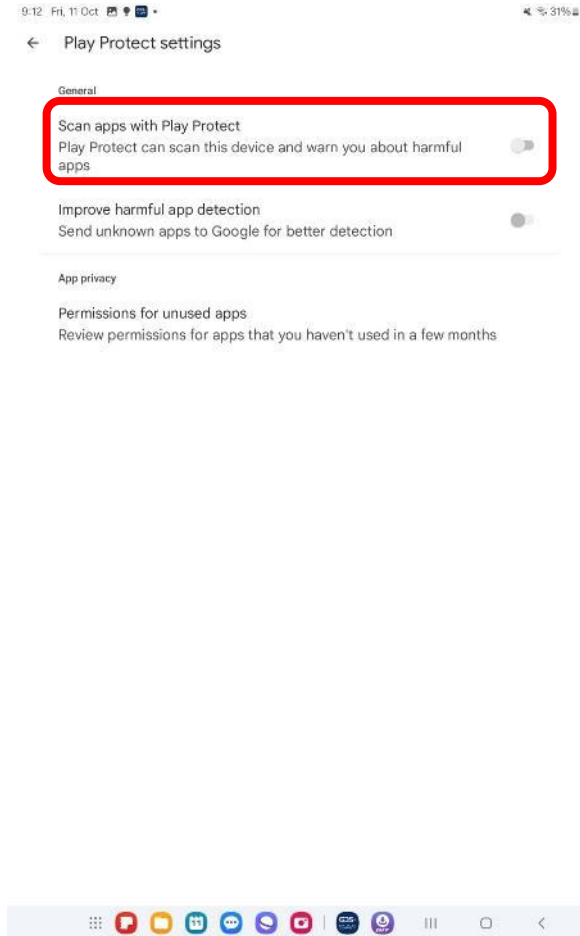 9:12 Fri, 11 Oct
31%
Play Protect settings
General
Scan apps with Play Protect
Play Protect can scan this device and warn you about harmful
apps
Improve harmful app detection
Send unknown apps to Google for better detection
App privacy
Permissions for unused apps
Review permissions for apps that you haven't used in a few months
11